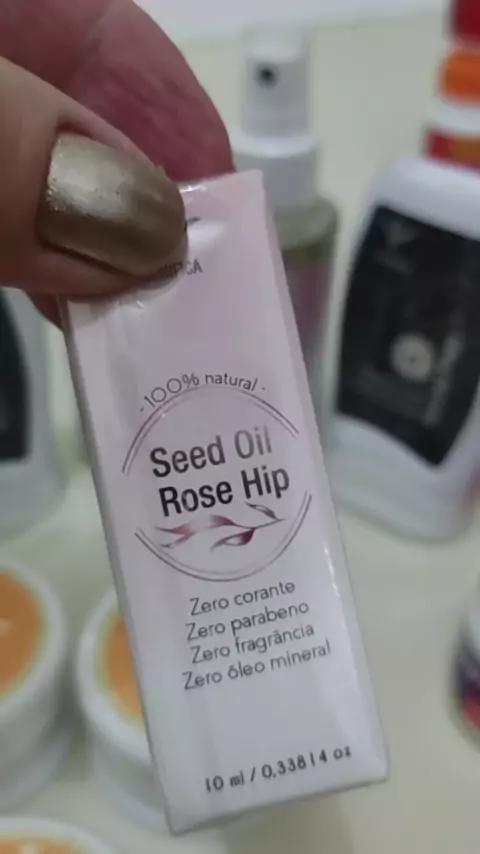 - 100% natural -
Seed Oil
Rose Hip
Zero corante
Zero parabeno
Zero fragrância
Zero óleo mineral
10 ml / 0,33814 oz